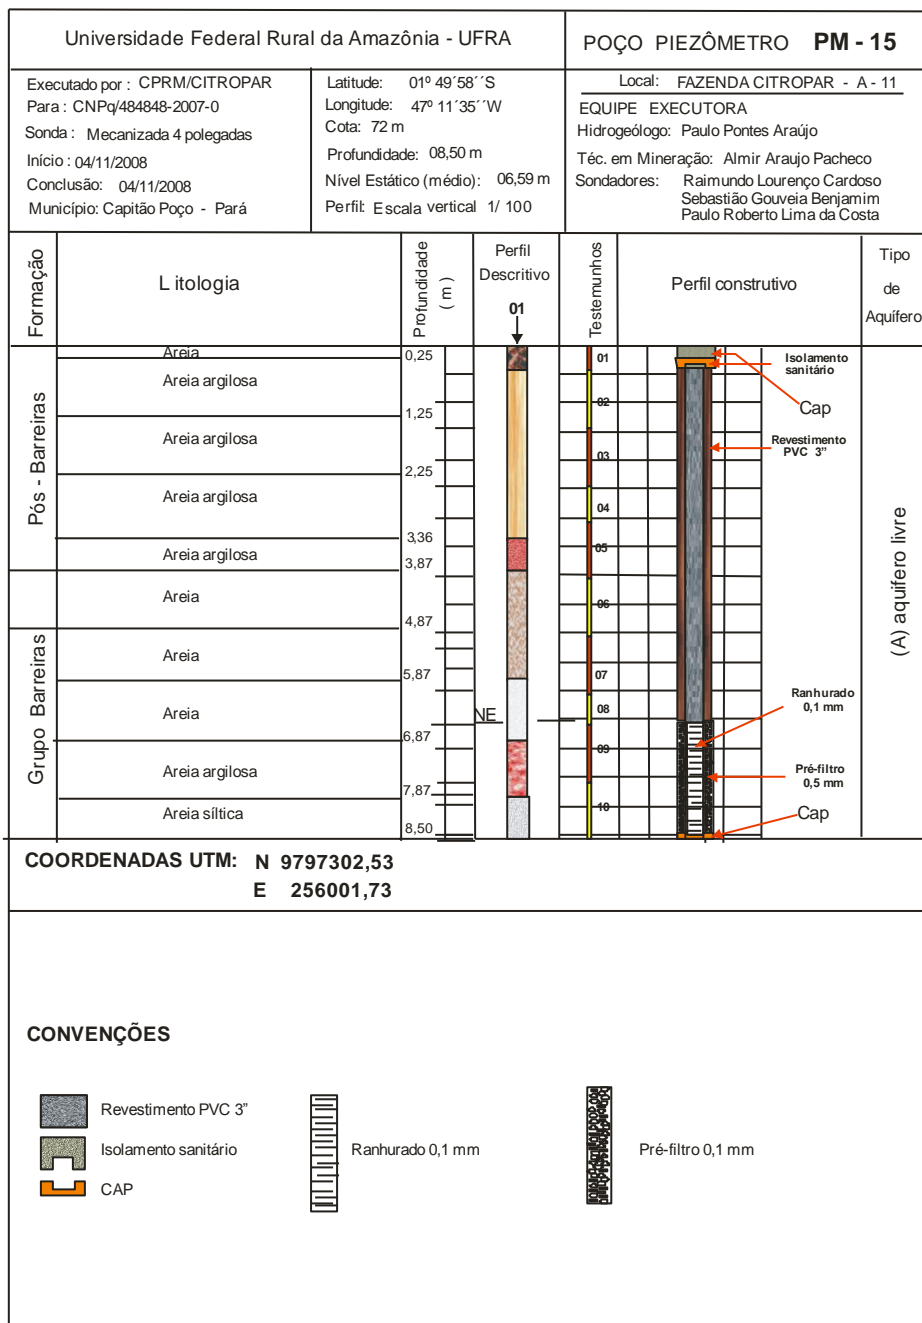 Universidade Federal Rural da Amazônia - UFRA
POÇO PIEZÔMETRO PM - 15
Executado por : CPRM/CITROPAR
Para : CNPq/484848-2007-0
Sonda : Mecanizada 4 polegadas
Início : 04/11/2008
Conclusão: 04/11/2008
Município: Capitão Poço - Pará
Latitude: 01º 49´58´´S
Longitude: 47º 11´35´´W
Cota: 72 m
Profundidade: 08,50 m
Nível Estático (médio): 06,59 m
Perfil: Escala vertical 1/ 100
Local: FAZENDA CITROPAR - A - 11
EQUIPE EXECUTORA
Hidrogeólogo: Paulo Pontes Araújo
Téc. em Mineração: Almir Araujo Pacheco
Sondadores: Raimundo Lourenço Cardoso
Sebastião Gouveia Benjamim
Paulo Roberto Lima da Costa
Formação
L itologia
Profundidade
( m )
Perfil
Descritivo
01
Testemunhos
Perfil construtivo
Tipo
de
Aquífero
Pós - Barreiras
Grupo Barreiras
Areia
Areia argilosa
Areia argilosa
Areia argilosa
Areia argilosa
Areia
Areia
Areia
Areia argilosa
Areia síltica
0,25
1,25
2,25
3,36
3,87
4,87
5,87
6,87
7,87
8,50
NE
01
02
03
04
05
06
07
08
09
10
Isolamento
sanitário
Cap
Revestimento
PVC 3”
Ranhurado
0,1 mm
Pré-filtro
0,5 mm
Cap
(A) aquífero livre
COORDENADAS UTM: N 9797302,53
E 256001,73
CONVENÇÕES
Revestimento PVC 3”
Isolamento sanitário
CAP
Ranhurado 0,1 mm
Pré-filtro 0,1 mm